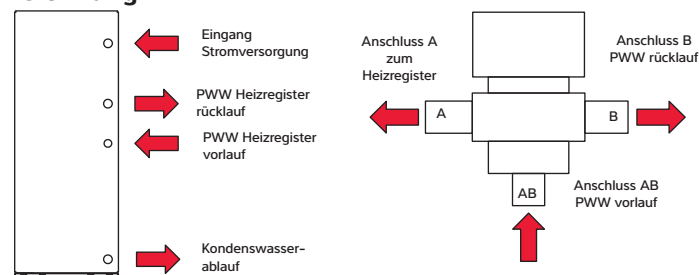 Eingang
Stromversorgung
PWW Heizregister
rücklauf
PWW Heizregister
vorlauf
Kondenswasser-
ablauf
Anschluss A
zum
Heizregister
Anschluss B
PWW rücklauf
A
B
AB
Anschluss AB
PWW vorlauf